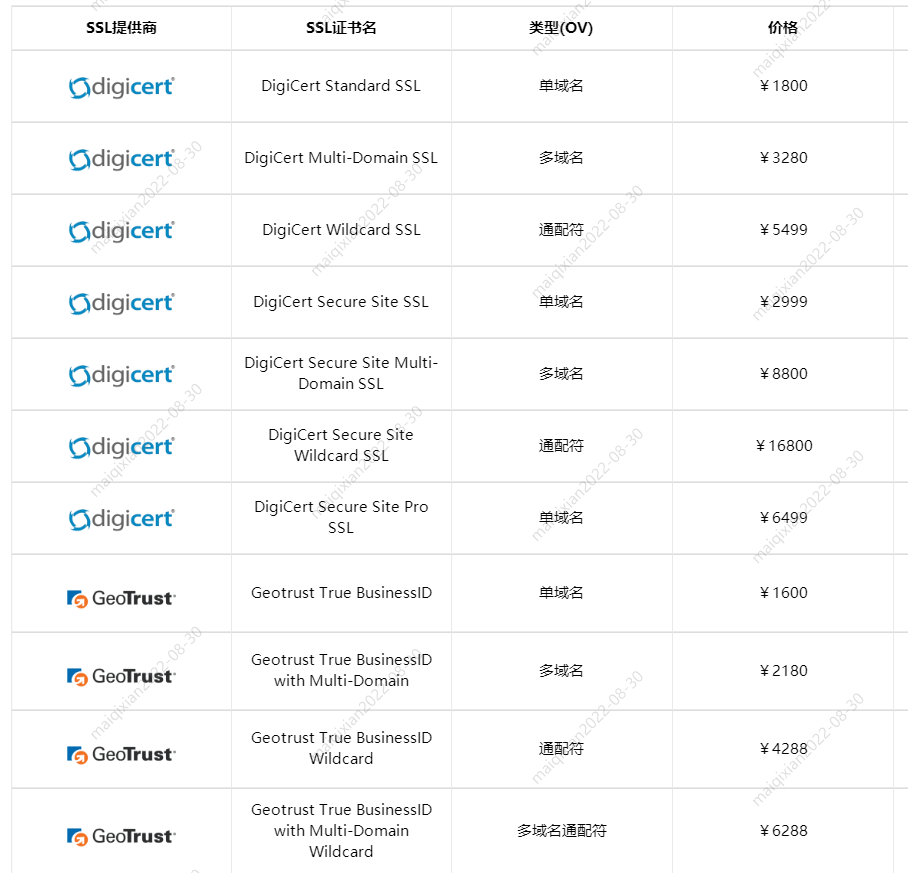 SSL提供商 SSL证书名 类型(OV) 价格
digicert DigiCert Standard SSL 单域名 ￥1800
digicert DigiCert Multi-Domain SSL 多域名 ￥3280
digicert DigiCert Wildcard SSL 通配符 ￥5499
digicert DigiCert Secure Site SSL 单域名 ￥2999
digicert DigiCert Secure Site Multi-
Domain SSL 多域名 ￥8800
digicert DigiCert Secure Site
Wildcard SSL 通配符 ￥16800
digicert DigiCert Secure Site Pro
SSL 单域名 ￥6499
GeoTrust Geotrust True BusinessID 单域名 ￥1600
GeoTrust Geotrust True BusinessID
with Multi-Domain 多域名 ￥2180
GeoTrust Geotrust True BusinessID
Wildcard 通配符 ￥4288
GeoTrust Geotrust True BusinessID
with Multi-Domain
Wildcard 多域名通配符 ￥6288
maiqixian2022-08-30